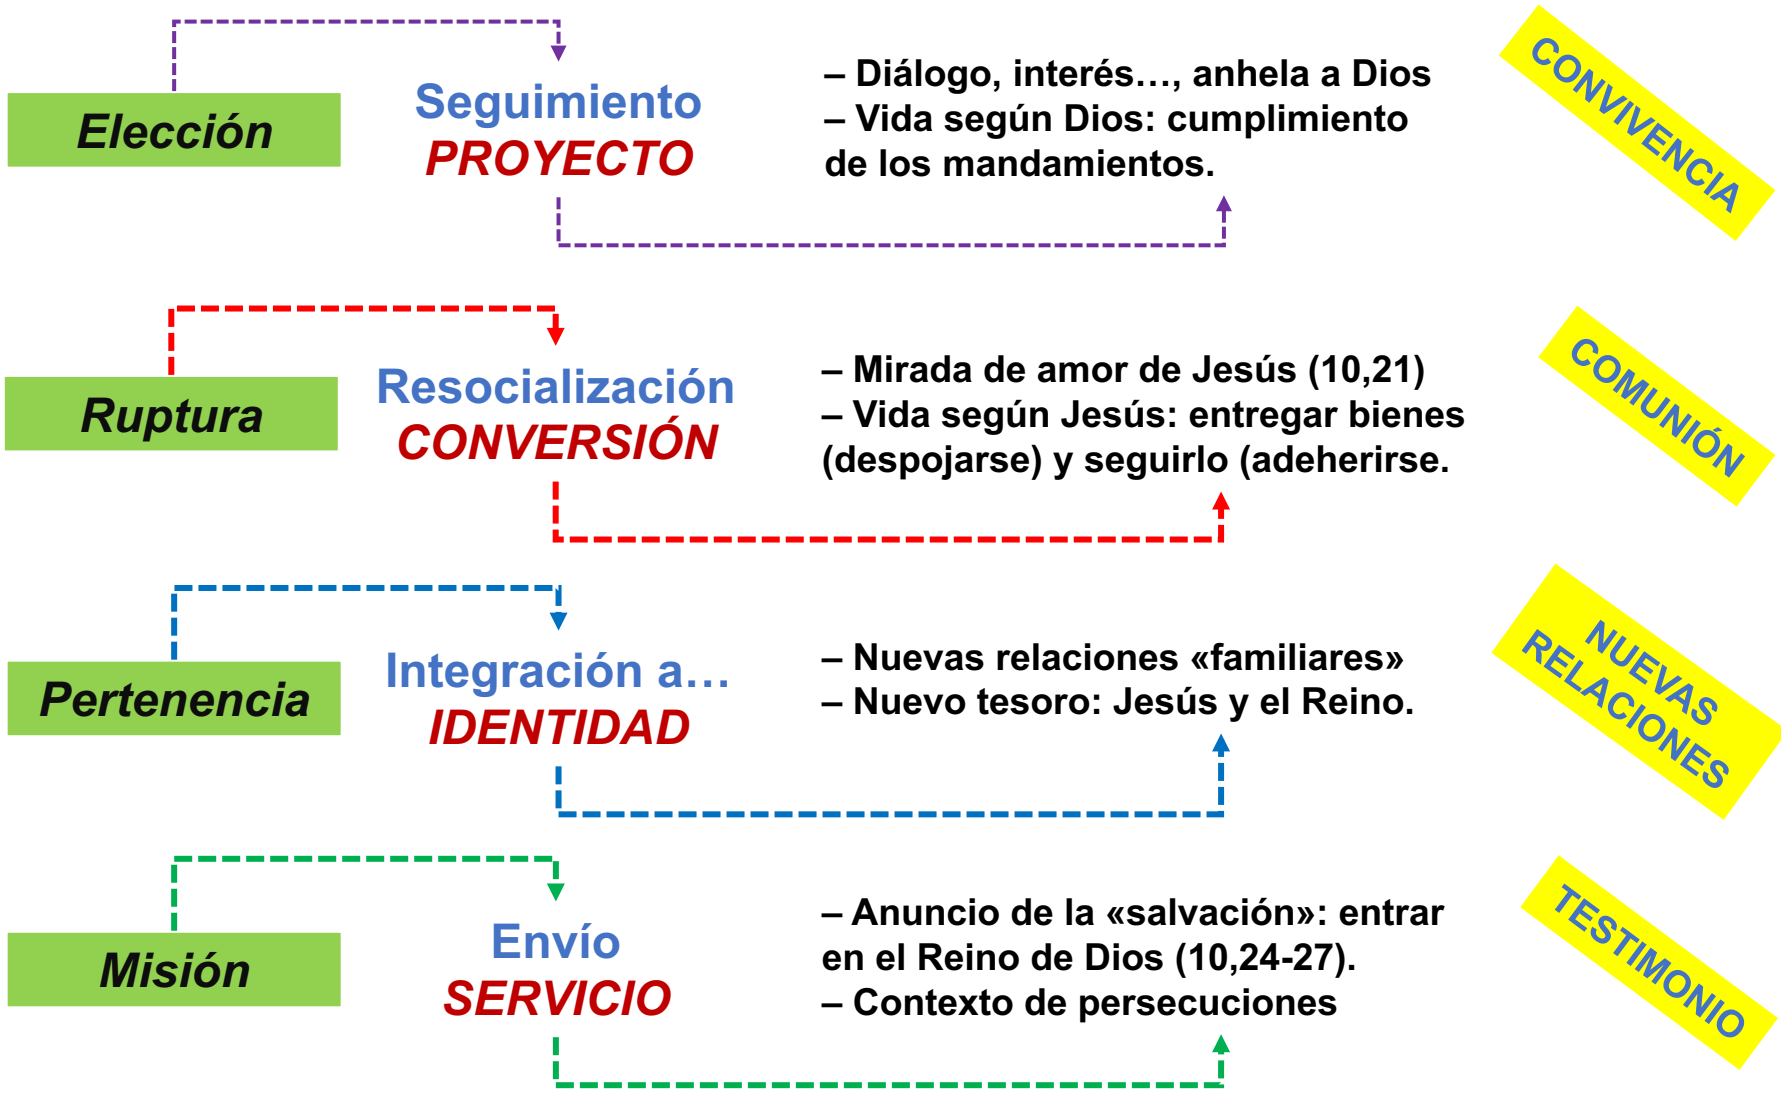 Elección
Seguimiento
PROYECTO
– Diálogo, interés…, anhela a Dios
– Vida según Dios: cumplimiento
de los mandamientos.
CONVIVENCIA
Ruptura
Resocialización
CONVERSIÓN
– Mirada de amor de Jesús (10,21)
– Vida según Jesús: entregar bienes
(despojarse) y seguirlo (adeherirse.
COMUNIÓN
Pertenencia
Integración a…
IDENTIDAD
– Nuevas relaciones «familiares»
– Nuevo tesoro: Jesús y el Reino.
NUEVAS
RELACIONES
Misión
Envío
SERVICIO
– Anuncio de la «salvación»: entrar
en el Reino de Dios (10,24-27).
– Contexto de persecuciones
TESTIMONIO